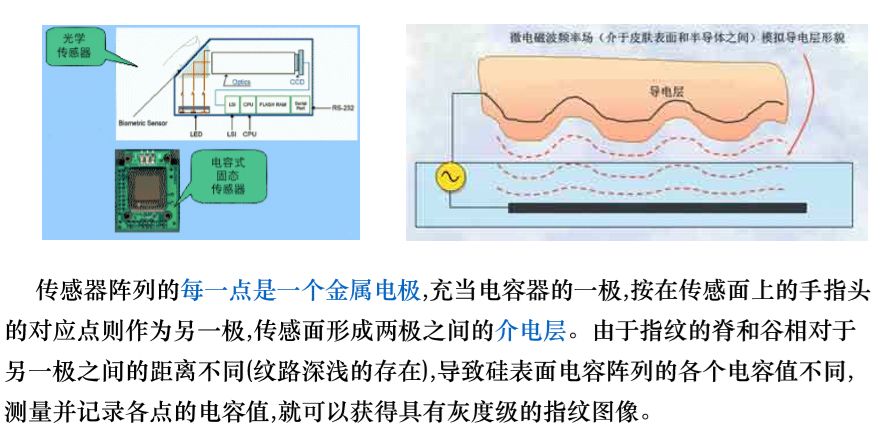 光学
传感器
Optics
CCD
LSI CPU FLASH RAM Serial Port
RS-232
Biometric Sensor
LED LSI CPU
电容式
固态
传感器
微电磁波频率场（介于皮肤表面和半导体之间）模拟导电层形貌
导电层
传感器阵列的每一点是一个金属电极,充当电容器的一极,按在传感面上的手指头
的对应点则作为另一极,传感面形成两极之间的介电层。由于指纹的脊和谷相对于
另一极之间的距离不同(纹路深浅的存在),导致硅表面电容阵列的各个电容值不同,
测量并记录各点的电容值,就可以获得具有灰度级的指纹图像。